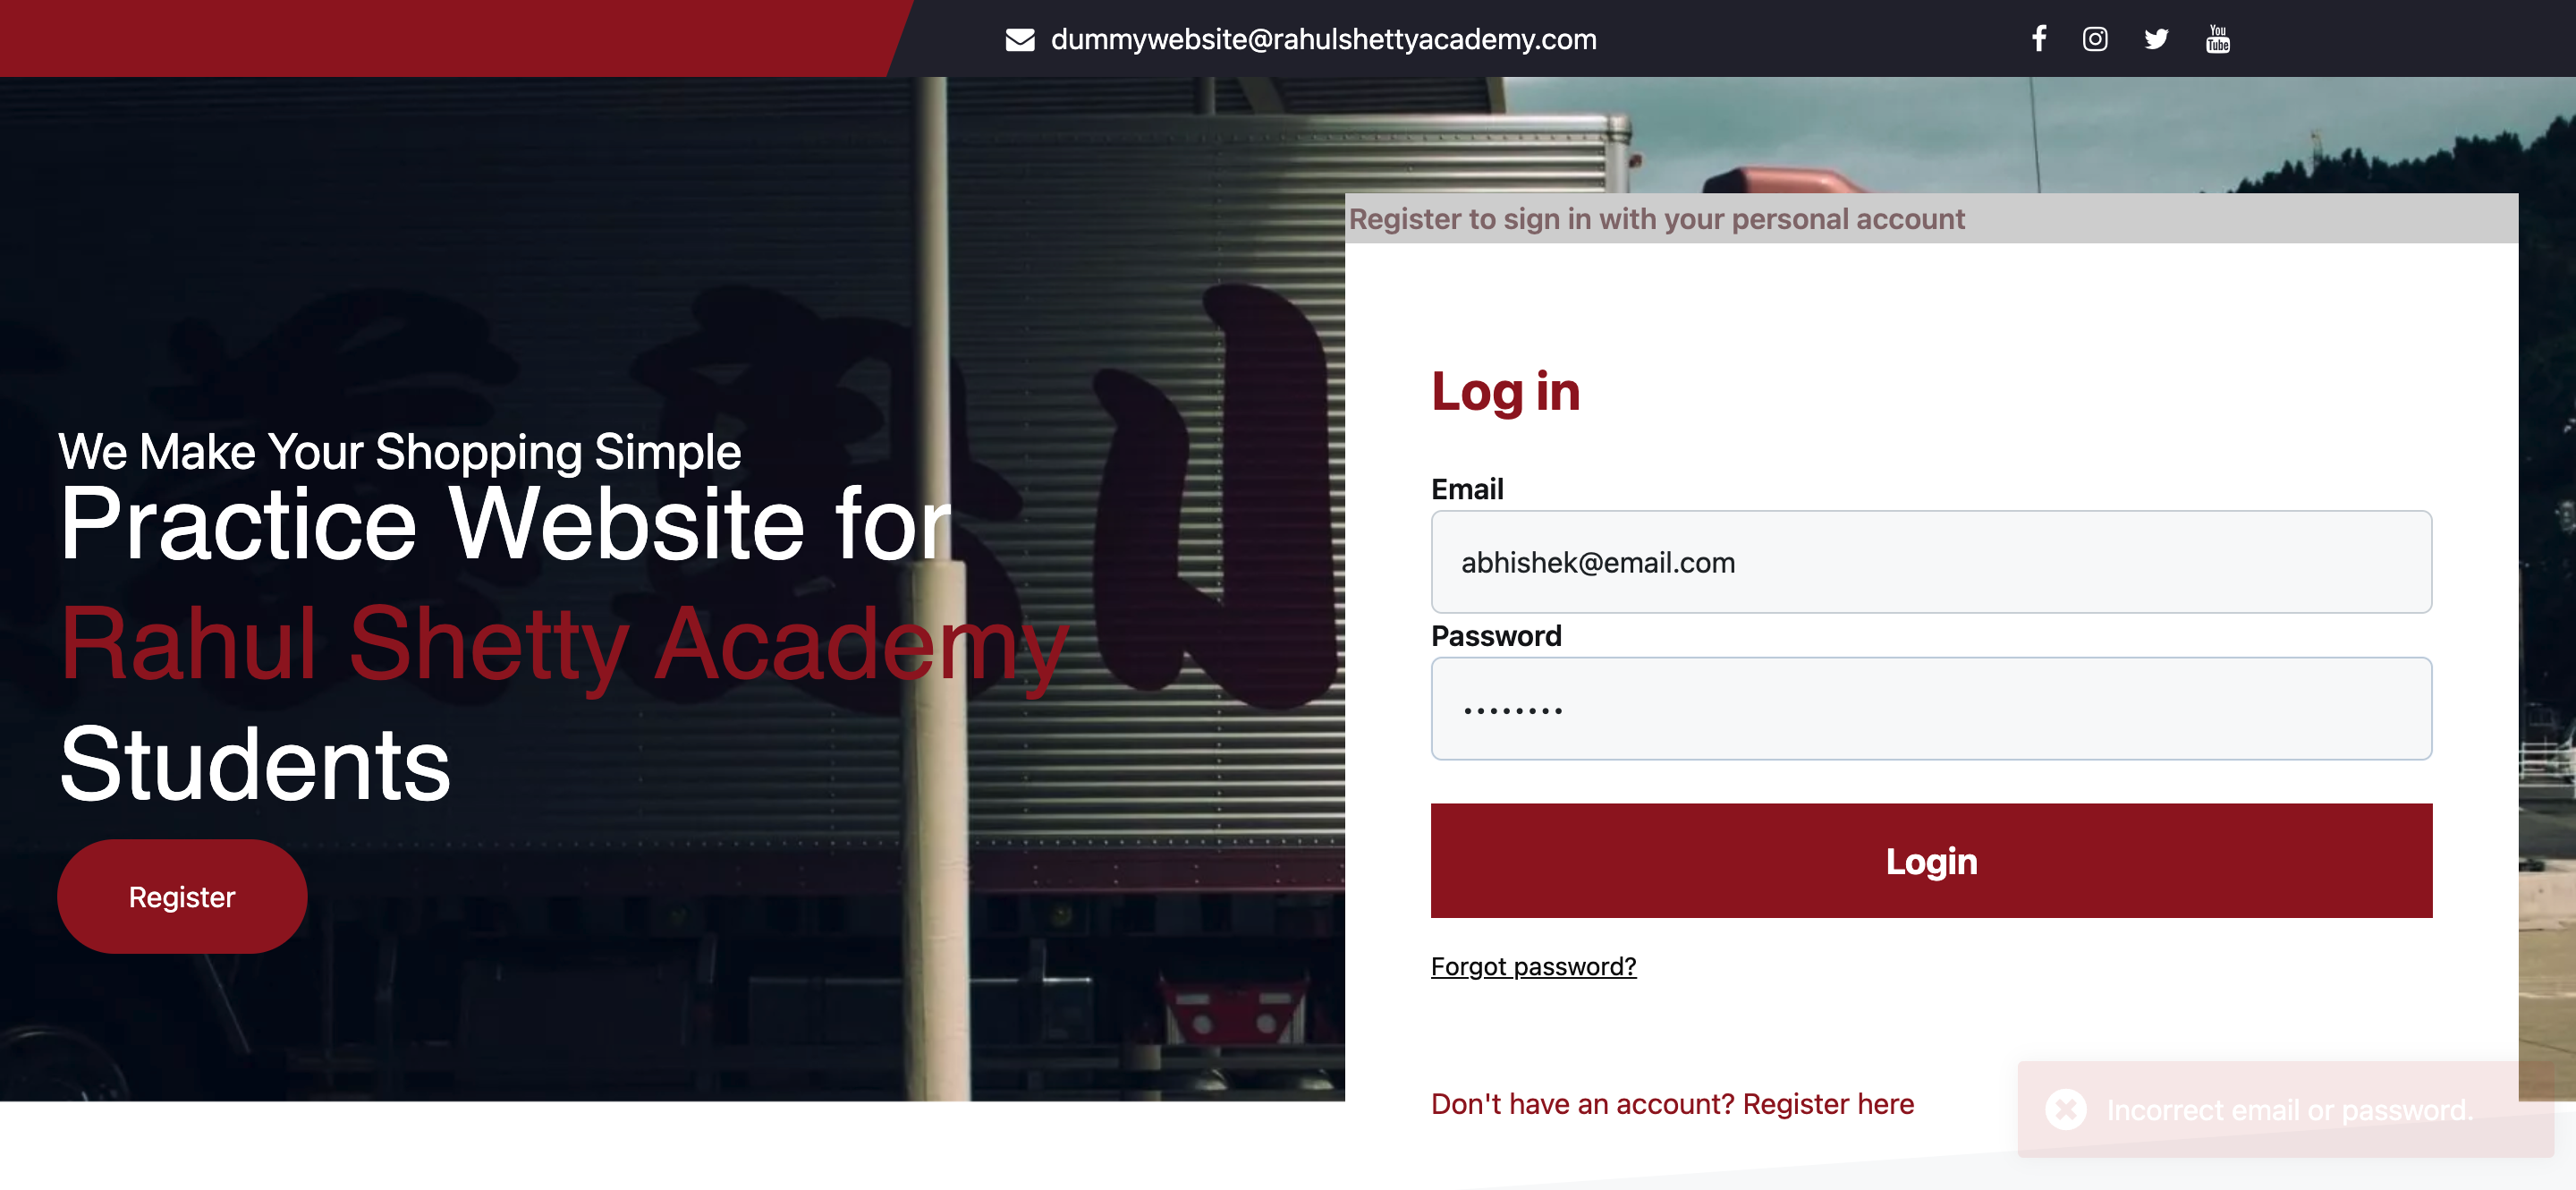 dummywebsite@rahulshettyacademy.com
Register to sign in with your personal account
We Make Your Shopping Simple
Practice Website for
Rahul Shetty Academy
Students
Register
Log in
Email
abhishek@email.com
Password
Login
Forgot password?
Don't have an account? Register here
Incorrect email or password.